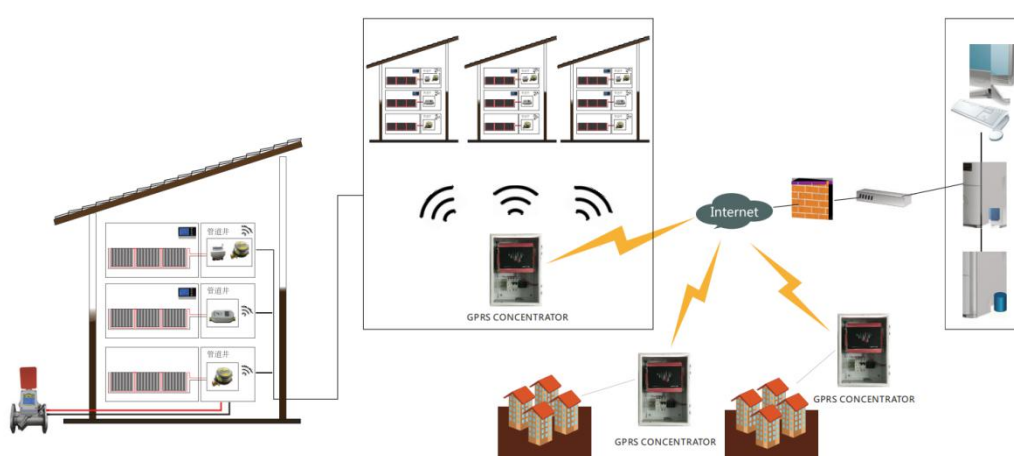 管道井
管道井
管道井
GPRS CONCENTRATOR
Internet
GPRS CONCENTRATOR
GPRS CONCENTRATOR